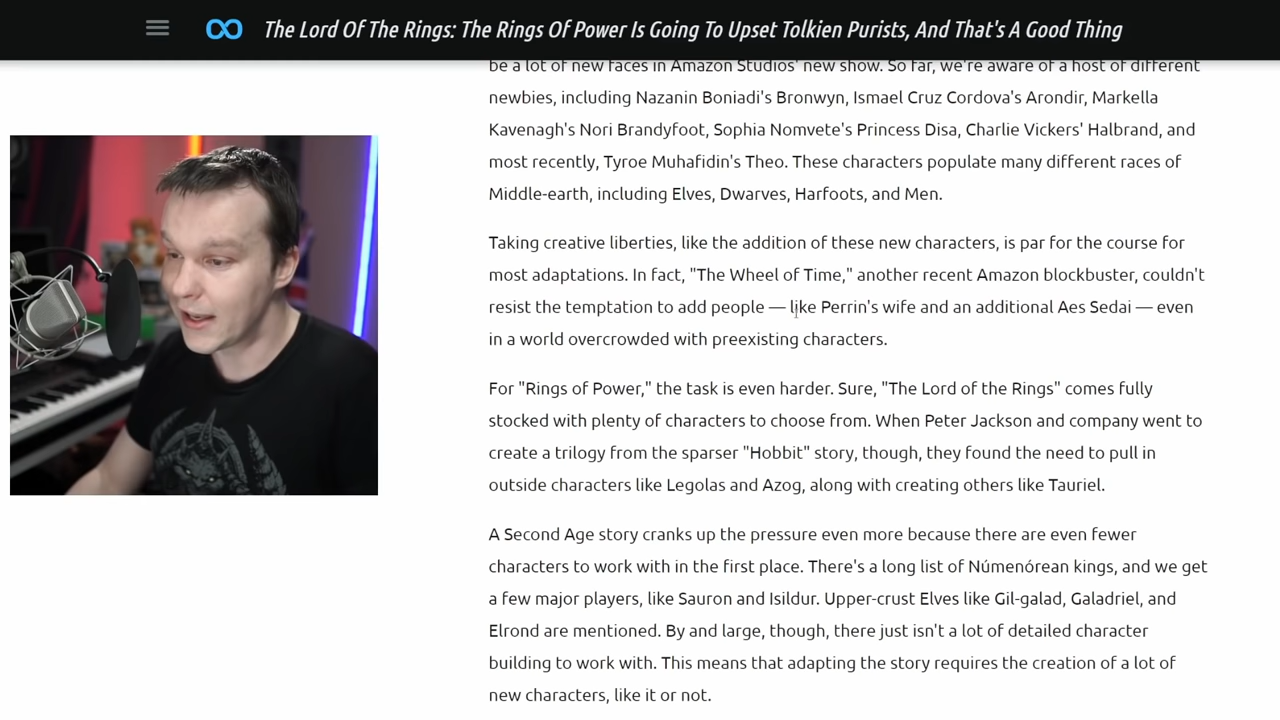 The Lord Of The Rings: The Rings Of Power Is Going To Upset Tolkien Purists, And That's A Good Thing
be a lot of new faces in Amazon Studios' new show. So far, we're aware of a host of different
newbies, including Nazanin Boniadi's Bronwyn, Ismael Cruz Cordova's Arondir, Markella
Kavenagh's Nori Brandyfoot, Sophia Nomvete's Princess Disa, Charlie Vickers' Halbrand, and
most recently, Tyroe Muhafidin's Theo. These characters populate many different races of
Middle-earth, including Elves, Dwarves, Harfoots, and Men.
Taking creative liberties, like the addition of these new characters, is par for the course for
most adaptations. In fact, "The Wheel of Time," another recent Amazon blockbuster, couldn't
resist the temptation to add people — like Perrin's wife and an additional Aes Sedai — even
in a world overcrowded with preexisting characters.
For "Rings of Power," the task is even harder. Sure, "The Lord of the Rings" comes fully
stocked with plenty of characters to choose from. When Peter Jackson and company went to
create a trilogy from the sparser "Hobbit" story, though, they found the need to pull in
outside characters like Legolas and Azog, along with creating others like Tauriel.
A Second Age story cranks up the pressure even more because there are even fewer
characters to work with in the first place. There's a long list of Númenórean kings, and we get
a few major players, like Sauron and Isildur. Upper-crust Elves like Gil-galad, Galadriel, and
Elrond are mentioned. By and large, though, there just isn't a lot of detailed character
building to work with. This means that adapting the story requires the creation of a lot of
new characters, like it or not.